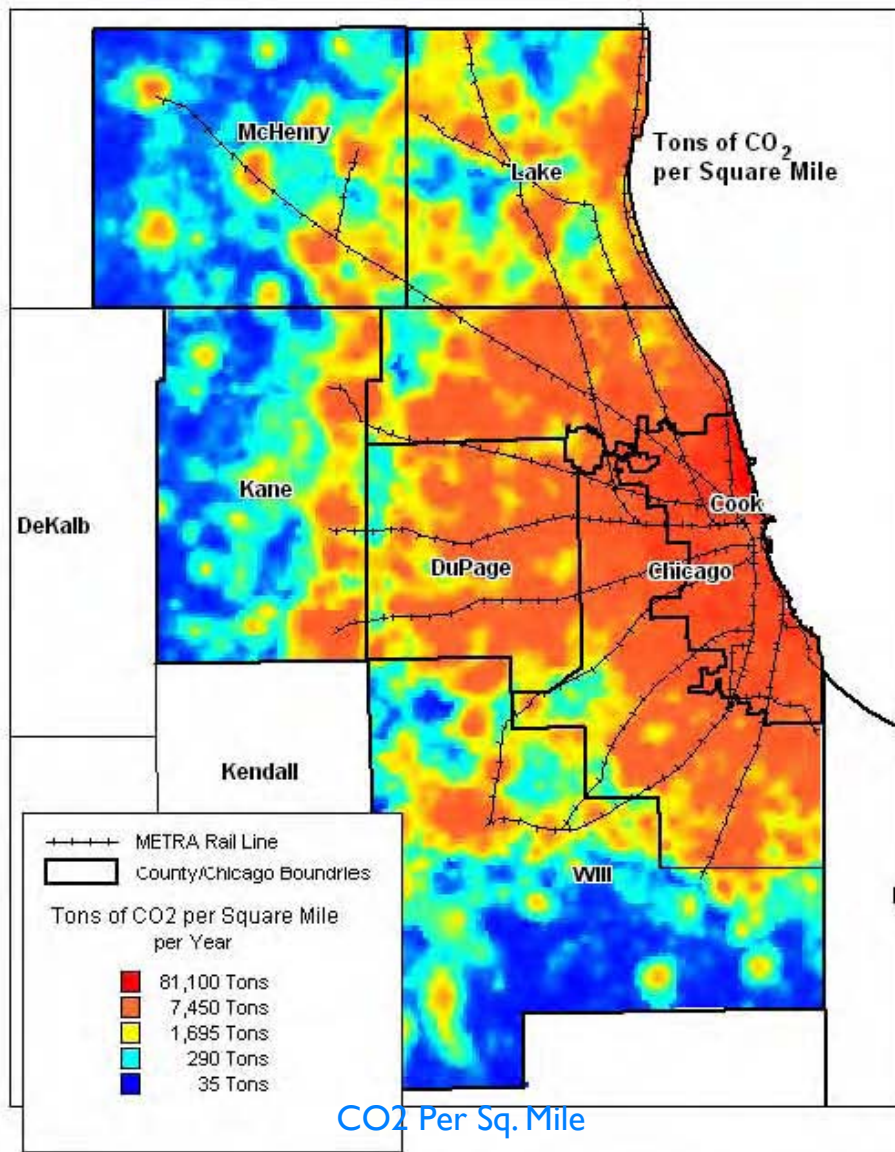 McHenry
Lake
Tons of CO2
per Square Mile
Kane
DeKalb
DuPage
Cook
Chicago
Kendall
Will
METRA Rail Line
County/Chicago Boundries
Tons of CO2 per Square Mile
per Year
81,100 Tons
7,450 Tons
1,695 Tons
290 Tons
35 Tons
CO2 Per Sq. Mile